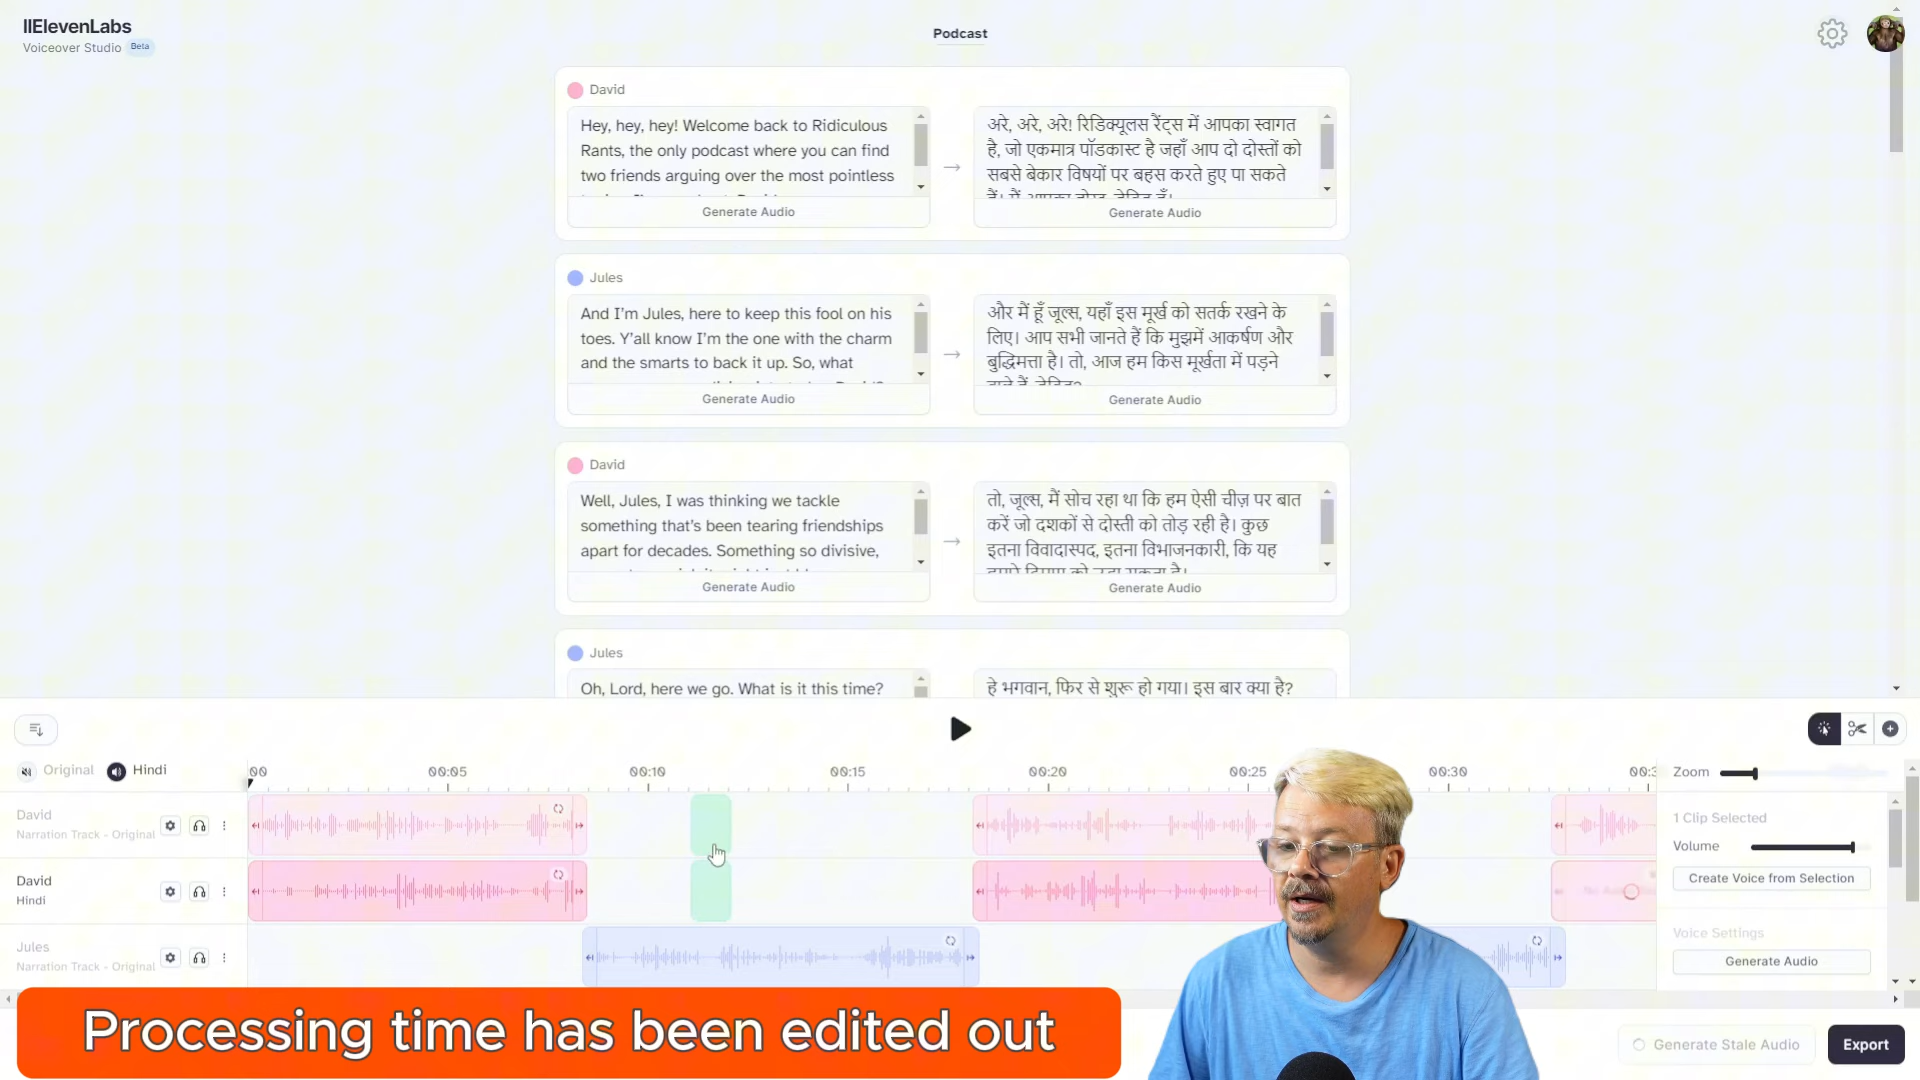 IIElevenLabs
Voiceover Studio Beta
Podcast
David
Hey, hey, hey! Welcome back to Ridiculous
Rants, the only podcast where you can find
two friends arguing over the most pointless
Generate Audio
अरे, अरे, अरे! रिडिक्यूलस रैंट्स में आपका स्वागत
है, जो एकमात्र पॉडकास्ट है जहाँ आप दो दोस्तों को
सबसे बेकार विषयों पर बहस करते हुए पा सकते
हैं। मैं आपका दोस्त, डेविड हूँ।
Generate Audio
Jules
And I'm Jules, here to keep this fool on his
toes. Y'all know I'm the one with the charm
and the smarts to back it up. So, what
Generate Audio
और मैं हूँ जूल्स, यहाँ इस मूर्ख को सतर्क रखने के
लिए। आप सभी जानते हैं कि मुझमें आकर्षण और
बुद्धिमत्ता है। तो, आज हम किस मूर्खता में पड़ने
वाले हैं, डेविड?
Generate Audio
David
Well, Jules, I was thinking we tackle
something that's been tearing friendships
apart for decades. Something so divisive,
Generate Audio
तो, जूल्स, मैं सोच रहा था कि हम ऐसी चीज़ पर बात
करें जो दशकों से दोस्ती को तोड़ रही है। कुछ
इतना विवादास्पद, इतना विभाजनकारी, कि यह
हमारे दिमाग को उड़ा सकता है।
Generate Audio
Jules
Oh, Lord, here we go. What is it this time?
हे भगवान, फिर से शुरू हो गया। इस बार क्या है?
Original Hindi
00 00:05 00:10 00:15 00:20 00:25 00:30 00:3
Zoom
David
Narration Track - Original
1 Clip Selected
Volume
Create Voice from Selection
David
Hindi
Jules
Narration Track - Original
Voice Settings
Generate Audio
Processing time has been edited out
Generate Stale Audio
Export